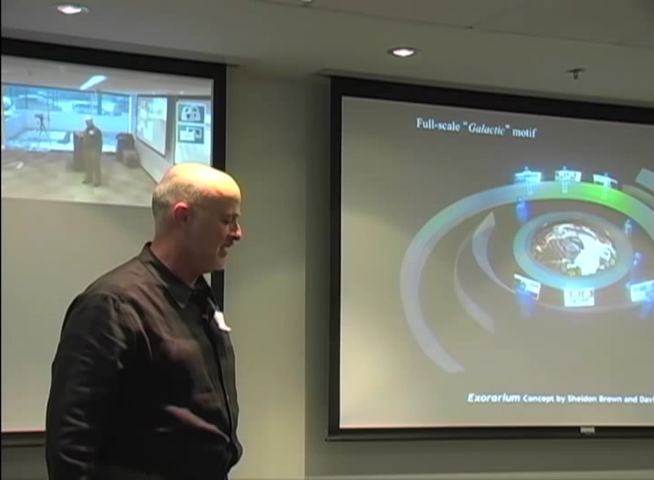 Full-scale "Galactic" motif
Exorarium Concept by Sheldon Brown and Davi